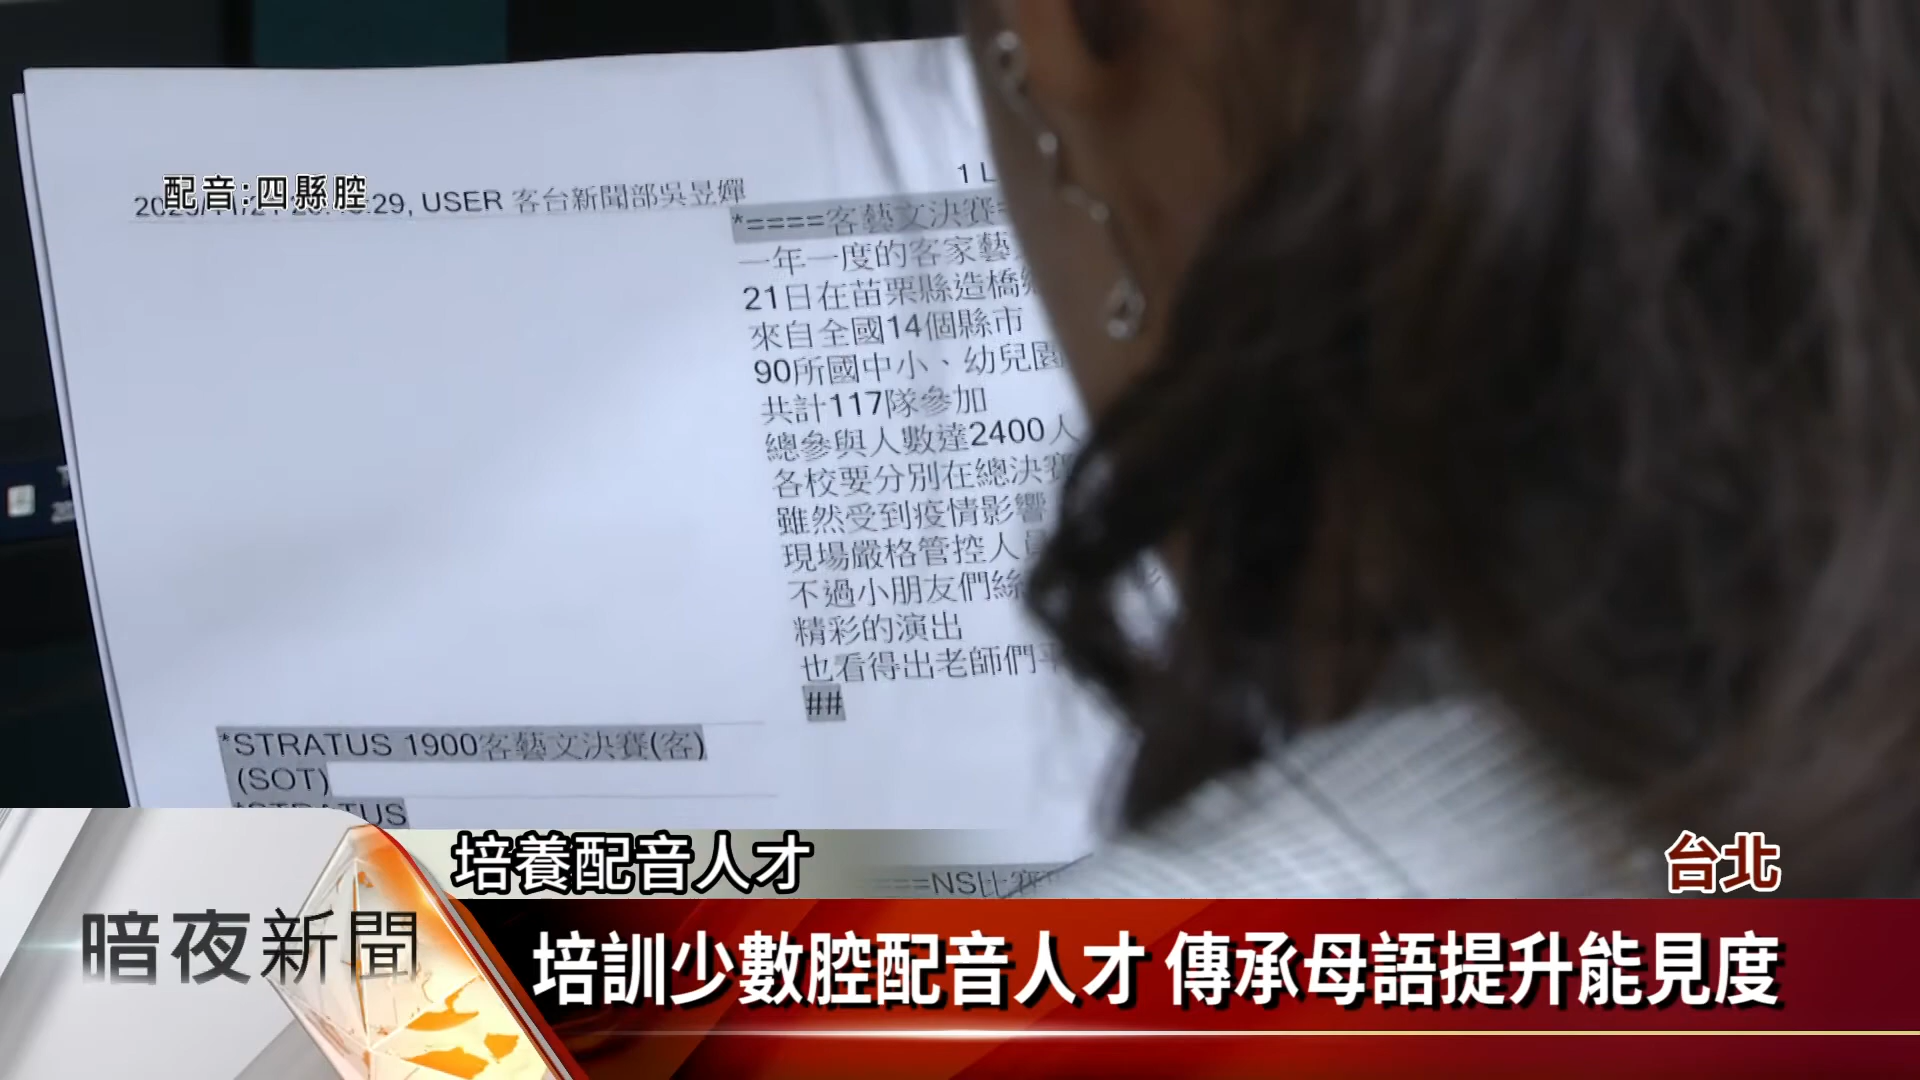 配音:四縣腔
29, USER 客台新聞部吳昱嬋
1 L
*====客藝文決賽=
一年一度的客家藝
21日在苗栗縣造橋
來自全國14個縣市
90所國中小、幼兒園
共計117隊參加
總參與人數達2400人
各校要分別在總決賽
雖然受到疫情影響
現場嚴格管控人員
不過小朋友們絲
精彩的演出
也看得出老師們平
##
*STRATUS 1900客藝文決賽(客)
(SOT)
*STRATUS
===NS比賽
培養配音人才
台北
暗夜新聞
培訓少數腔配音人才 傳承母語提升能見度